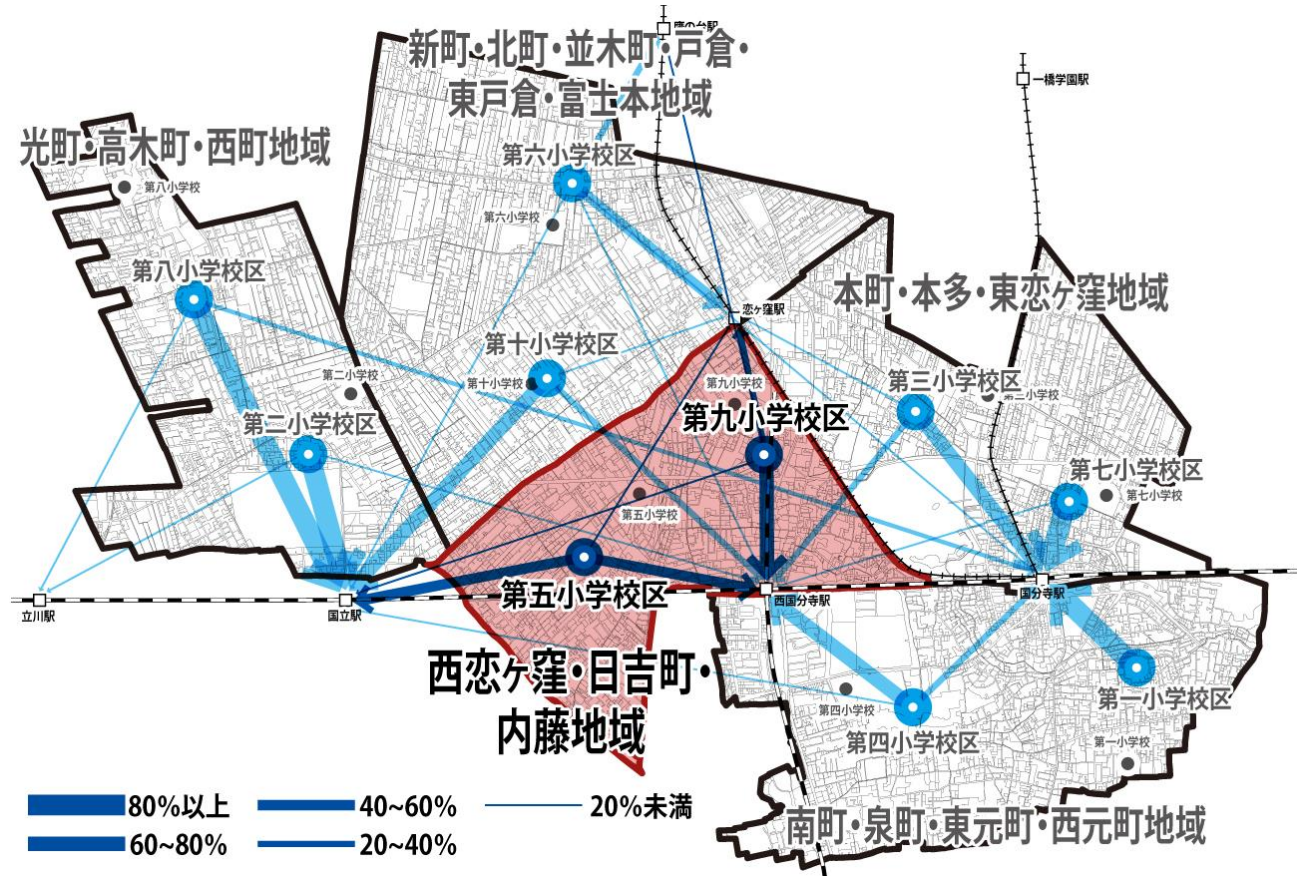 鷹の台駅
新町・北町・並木町・戸倉・
東戸倉・富士本地域
一橋学園駅
光町・高木町・西町地域
第八小学校
第六小学校区
第六小学校
第八小学校区
本町・本多・東恋ヶ窪地域
恋ヶ窪駅
第十小学校区
第二小学校
第十小学校
第九小学校
第三小学校区
第三小学校
第二小学校区
第九小学校区
第七小学校区
第七小学校
第五小学校
第五小学校区
立川駅
国立駅
西国分寺駅
国分寺駅
西恋ヶ窪・日吉町・
内藤地域
第四小学校
第一小学校区
第四小学校区
第一小学校
80%以上
40~60%
20%未満
60~80%
20~40%
南町・泉町・東元町・西元町地域